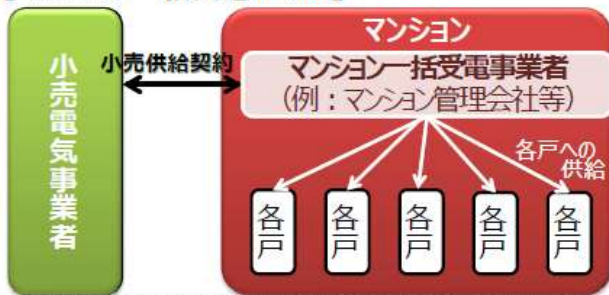 小売電気事業者
小売供給契約
マンション
マンション一括受電事業者
（例：マンション管理会社等）
各戸への
供給
各戸
各戸
各戸
各戸
各戸